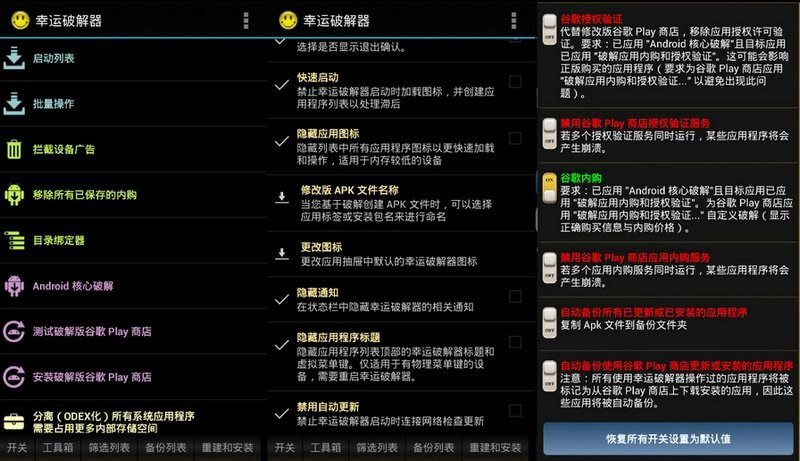 幸运破解器
启动列表
批量操作
拦截设备广告
移除所有已保存的内购
目录绑定器
Android 核心破解
测试破解版谷歌 Play 商店
安装破解版谷歌 Play 商店
分离（ODEX化）所有系统应用程序
需要占用更多内部存储空间
开关 工具箱 筛选列表 备份列表 重建和安装
幸运破解器
选择是否显示退出确认。
快速启动
禁止幸运破解器启动时加载图标，并创建应
用程序列表以处理滞后
隐藏应用图标
隐藏列表中所有应用程序图标以更快速加载
和操作，适用于内存较低的设备
修改版 APK 文件名称
当您基于破解创建 APK 文件时，可以选择
应用标签或安装包名来进行命名
更改图标
更改应用抽屉中默认的幸运破解器图标
隐藏通知
在状态栏中隐藏幸运破解器的相关通知
隐藏应用程序标题
隐藏应用程序列表顶部的幸运破解器标题和
虚拟菜单键。仅适用于有物理菜单键的设
备，需要重启幸运破解器。
禁用自动更新
禁止幸运破解器启动时连接网络检查更新
开关 工具箱 筛选列表 备份列表 重建和安装
OFF
谷歌授权验证
代替修改版谷歌 Play 商店，移除应用授权许可验
证。要求：已应用 "Android 核心破解"且目标应用
已应用 "破解应用内购和授权验证"。这可能会影响
正版购买的应用程序（要求为谷歌 Play 商店应用
"破解应用内购和授权验证..." 以避免出现此问
题）。
OFF
禁用谷歌 Play 商店授权验证服务
若多个授权验证服务同时运行，某些应用程序将会
产生崩溃。
ON
谷歌内购
要求：已应用 "Android 核心破解"且目标应用已应
用 "破解应用内购和授权验证"。为谷歌 Play 商店应
用 "破解应用内购和授权验证..." 自定义破解（显示
正确购买信息与内购价格）。
OFF
禁用谷歌 Play 商店应用内购服务
若多个应用内购服务同时运行，某些应用程序将会
产生崩溃。
OFF
自动备份所有已更新或已安装的应用程序
复制 Apk 文件到备份文件夹
OFF
自动备份使用谷歌 Play 商店更新或安装的应用程序
注意：所有使用幸运破解器操作过的应用程序将被
标记为从谷歌 Play 商店上下载安装的应用，因此这
些应用将被自动备份。
恢复所有开关设置为默认值